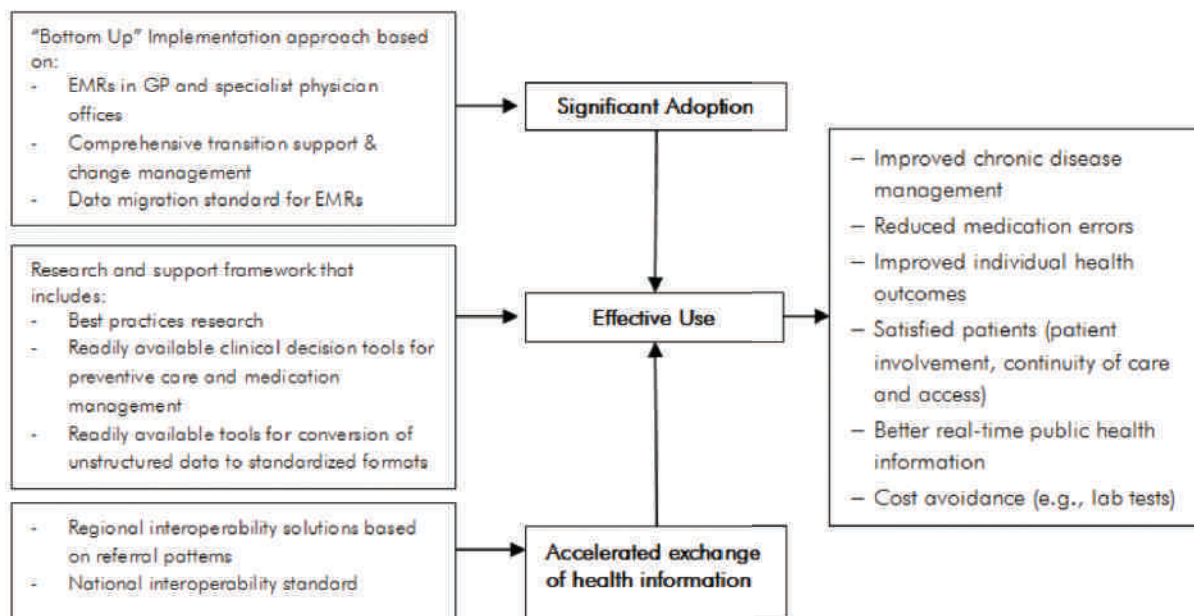 “Bottom Up” Implementation approach based
on:
- EMRs in GP and specialist physician
offices
- Comprehensive transition support &
change management
- Data migration standard for EMRs
Significant Adoption
Research and support framework that
includes:
- Best practices research
- Readily available clinical decision tools for
preventive care and medication
management
- Readily available tools for conversion of
unstructured data to standardized formats
Effective Use
- Regional interoperability solutions based
on referral patterns
- National interoperability standard
Accelerated exchange
of health information
– Improved chronic disease
management
– Reduced medication errors
– Improved individual health
outcomes
– Satisfied patients (patient
involvement, continuity of care
and access)
– Better real-time public health
information
– Cost avoidance (e.g., lab tests)